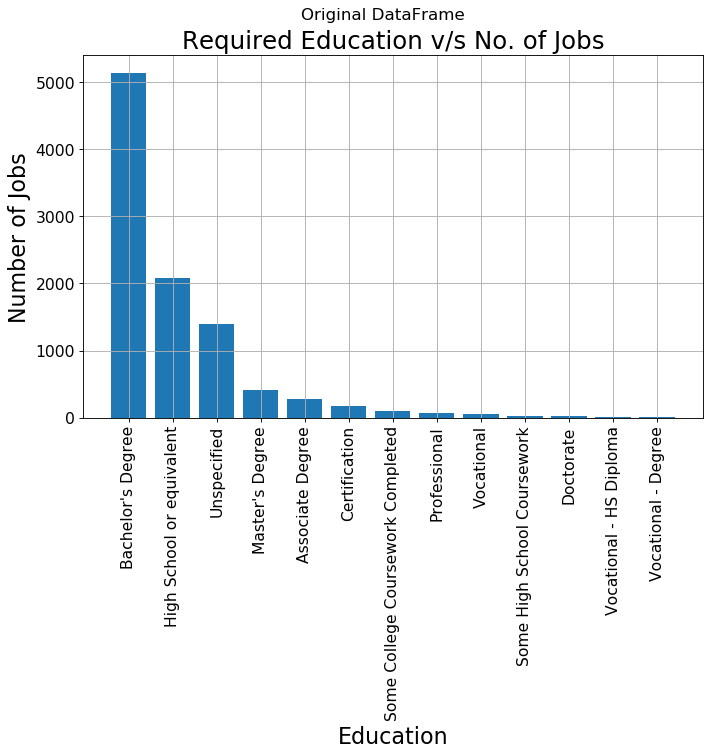 Original DataFrame
Required Education v/s No. of Jobs
Number of Jobs
5000
4000
3000
2000
1000
0
Bachelor's Degree
High School or equivalent
Unspecified
Master's Degree
Associate Degree
Certification
Some College Coursework Completed
Professional
Vocational
Some High School Coursework
Doctorate
Vocational - HS Diploma
Vocational - Degree
Education